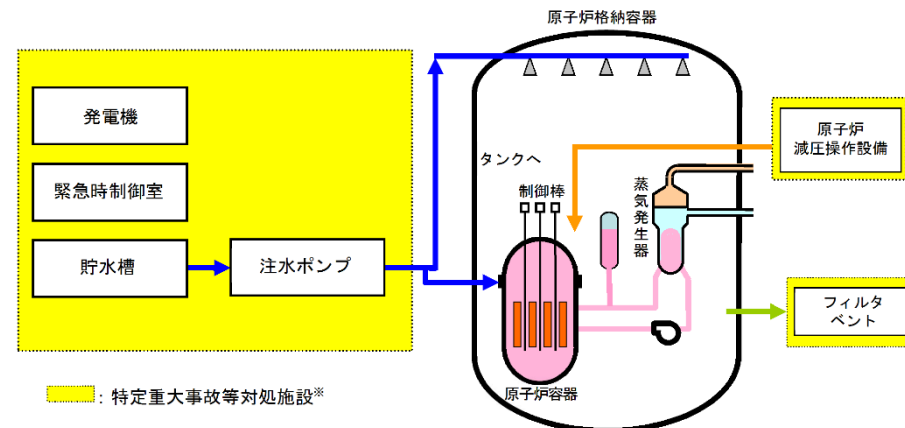 原子炉格納容器
発電機
緊急時制御室
貯水槽
注水ポンプ
タンクへ
制御棒
蒸気発生器
原子炉
減圧操作設備
フィルタ
ベント
原子炉容器
：特定重大事故等対処施設※